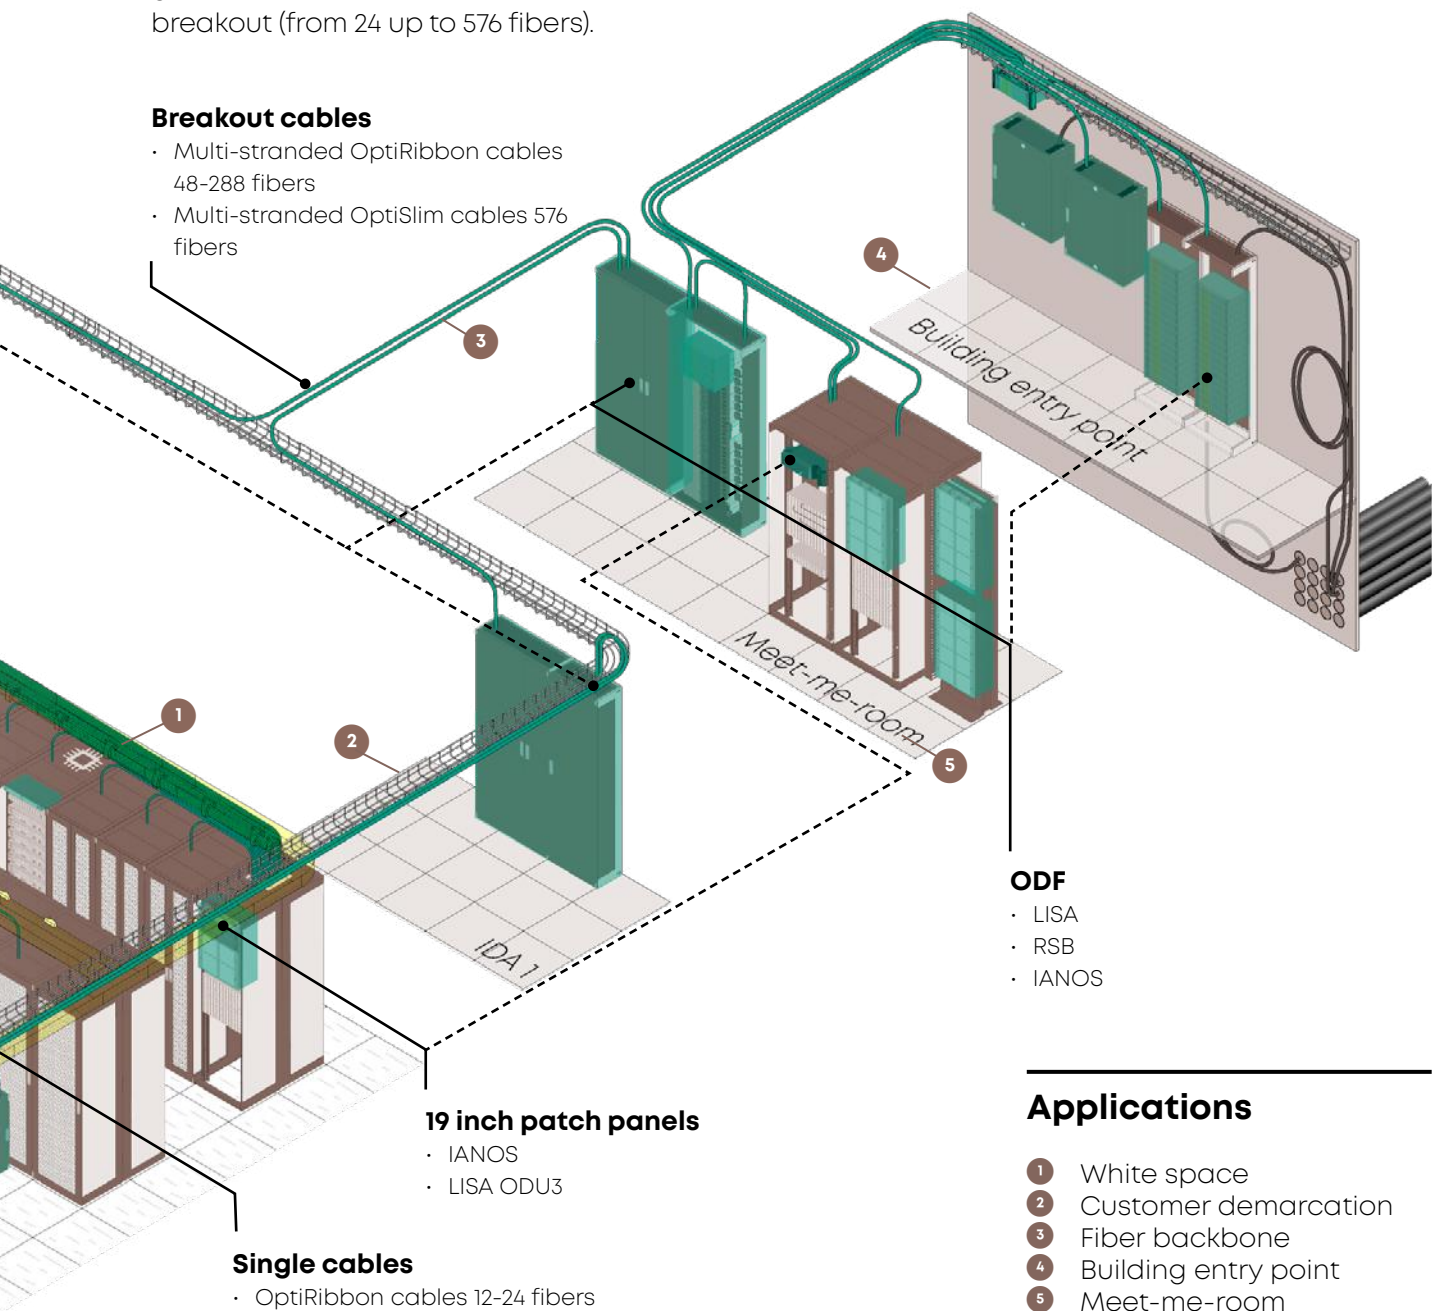 breakout (from 24 up to 576 fibers).
Breakout cables
· Multi-stranded OptiRibbon cables
48-288 fibers
· Multi-stranded OptiSlim cables 576
fibers
4
3
Building entry point
Meet-me-room
1
2
5
IDA 1
ODF
· LISA
· RSB
· IANOS
19 inch patch panels
· IANOS
· LISA ODU3
Single cables
· OptiRibbon cables 12-24 fibers
Applications
1 White space
2 Customer demarcation
3 Fiber backbone
4 Building entry point
5 Meet-me-room